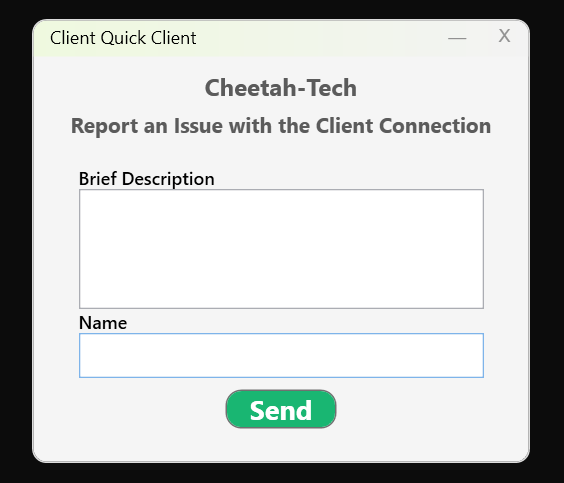 Client Quick Client
— X
Cheetah-Tech
Report an Issue with the Client Connection
Brief Description
Name
Send